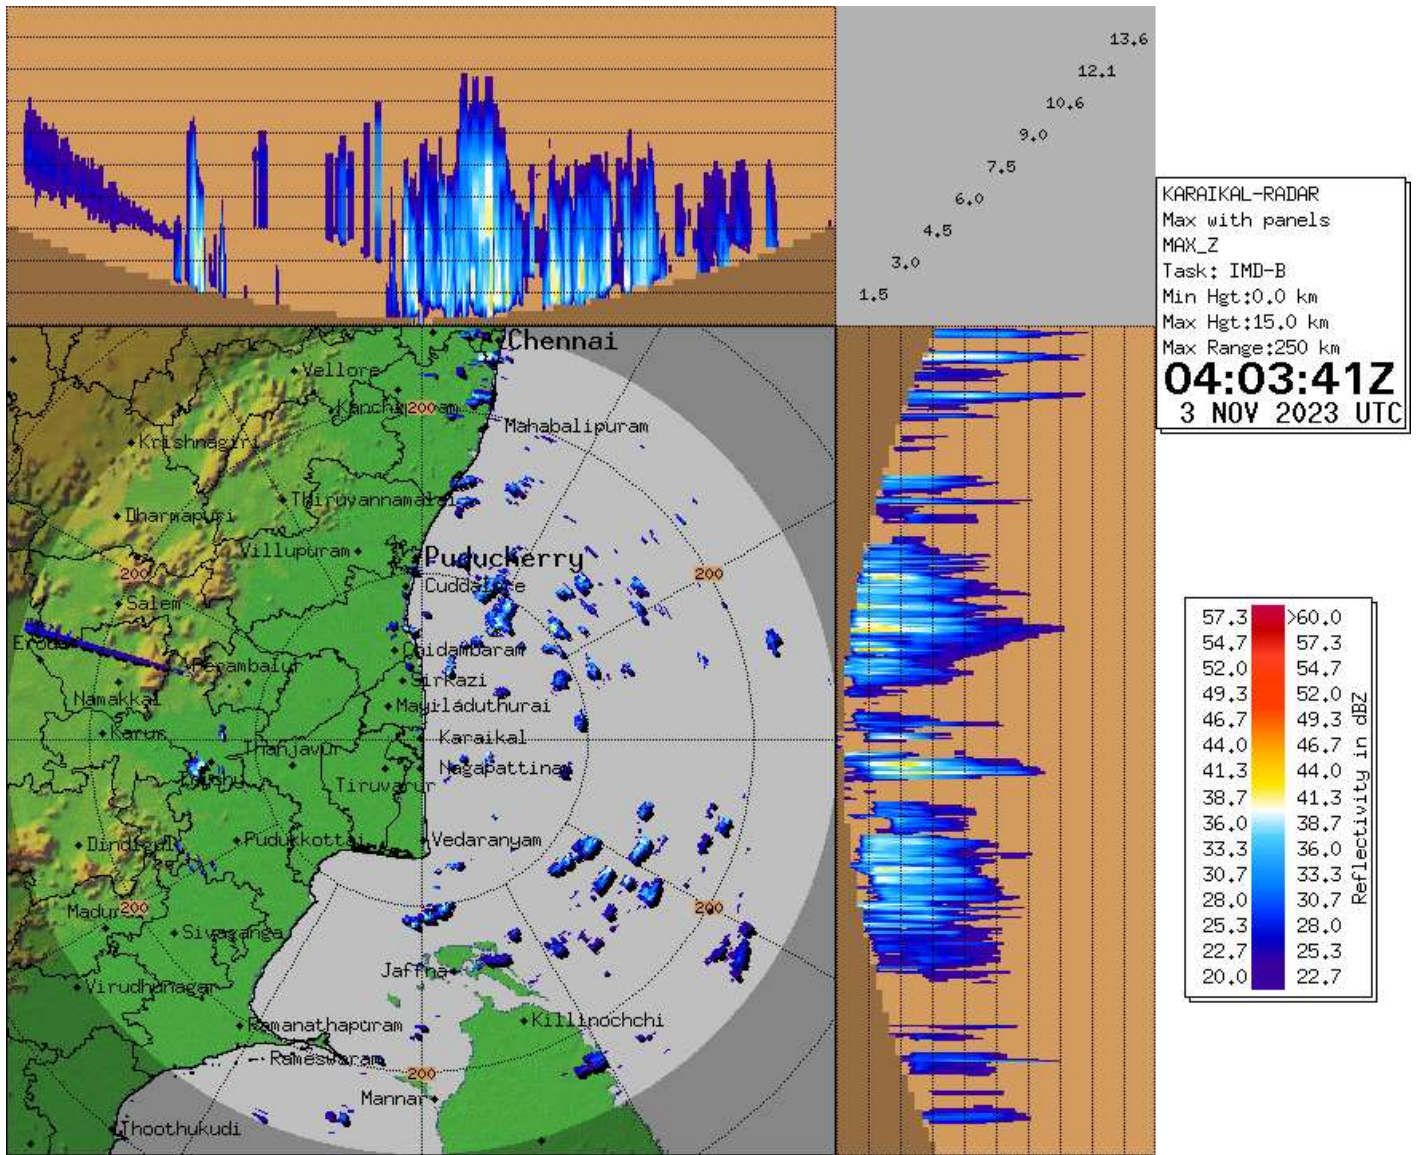 13.6
12.1
10.6
9.0
7.5
6.0
4.5
3.0
1.5
KARAIKAL-RADAR
Max with panels
MAX_Z
Task: IMD-B
Min Hgt:0.0 km
Max Hgt:15.0 km
Max Range:250 km
04:03:41Z
3 NOV 2023 UTC
Chennai
Vellore
200
Mahabalipuram
Krishnagiri
Thiruvannamalai
Dharmapuri
Villupuram
Puducherry
200
200
Cuddalore
Salem
Chidambaram
Perambalur
Sirkazi
Namakkal
Mayiladuthurai
Karur
Karaikal
Thanjavur
Nagapattinam
Tiruvarur
Pudukkottai
Vedaranyam
Dindigul
200
200
Sivaganga
Jaffna
Virudhunagar
Ramanathapuram
Killinochchi
Rameswaram
200
Mannar
Thoothukudi
57.3 >60.0
54.7 57.3
52.0 54.7
49.3 52.0
46.7 49.3
44.0 46.7
41.3 44.0
38.7 41.3
36.0 38.7
33.3 36.0
30.7 33.3
28.0 30.7
25.3 28.0
22.7 25.3
20.0 22.7
Reflectivity in dBZ